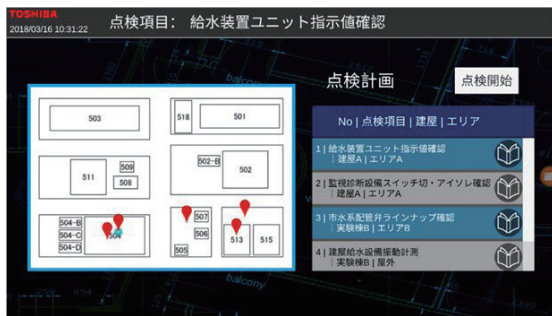 TOSHIBA
2018/03/16 10:31:22
点検項目： 給水装置ユニット指示値確認
balcony
点検計画
点検開始
No | 点検項目 | 建屋 | エリア
1 | 給水装置ユニット指示値確認
| 建屋A | エリアA
2 | 監視診断設備スイッチ切・アイソレ確認
| 建屋A | エリアA
3 | 市水系配管弁ラインナップ確認
| 実験棟B | エリアB
4 | 建屋給水設備振動計測
| 実験棟B | 屋外
503
518
501
511
509
508
502-B
502
504-B
504-C
504-D
504
507
506
505
513
515
balcony